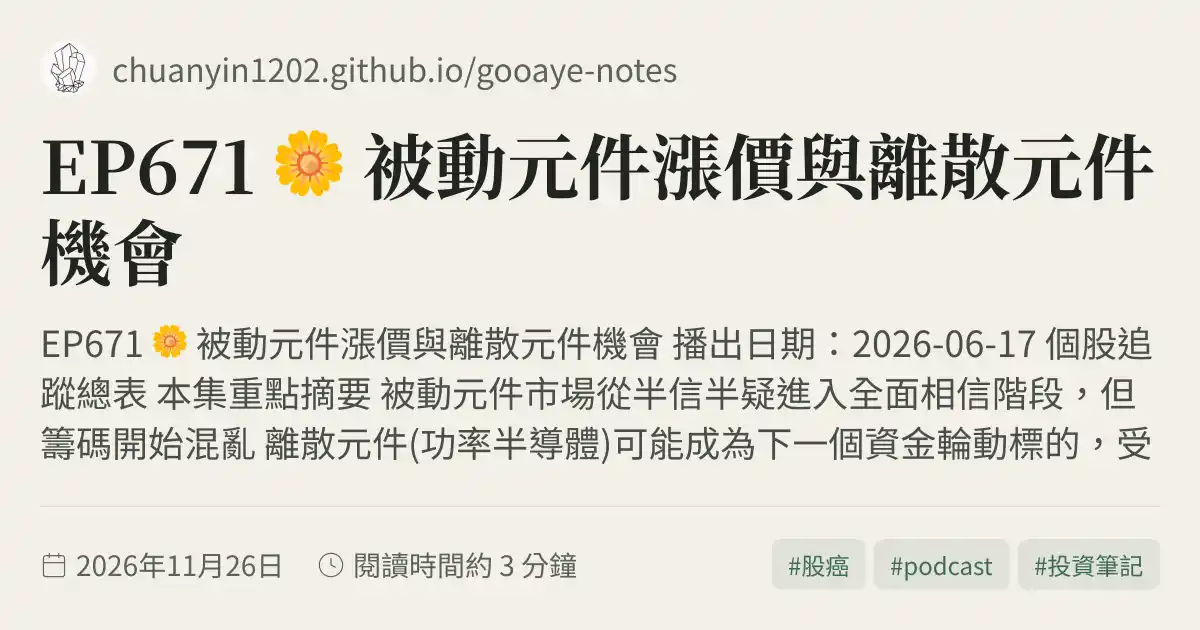 chuanyin1202.github.io/gooaye-notes
EP671 🌼 被動元件漲價與離散元件
機會
EP671 🌼 被動元件漲價與離散元件機會 播出日期：2026-06-17 個股追
蹤總表 本集重點摘要 被動元件市場從半信半疑進入全面相信階段，但
籌碼開始混亂 離散元件(功率半導體)可能成為下一個資金輪動標的，受
2026年11月26日 閱讀時間約 3 分鐘 #股癌 #podcast #投資筆記